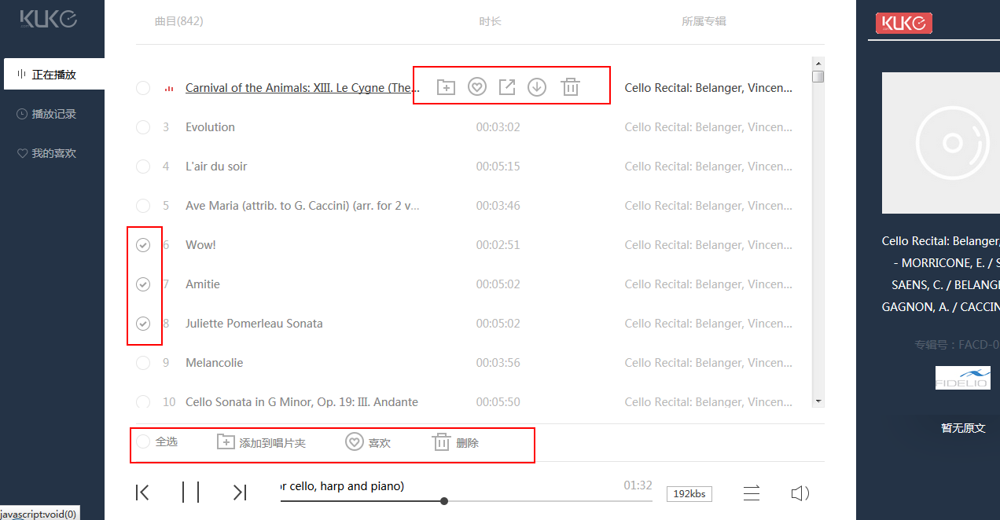 KUKE
正在播放
播放记录
我的喜欢
曲目(842)
时长
所属专辑
Carnival of the Animals: XIII. Le Cygne (The...
Cello Recital: Belanger, Vincen...
3 Evolution 00:03:02 Cello Recital: Belanger, Vincen...
4 L'air du soir 00:05:15 Cello Recital: Belanger, Vincen...
5 Ave Maria (attrib. to G. Caccini) (arr. for 2 v... 00:03:46 Cello Recital: Belanger, Vincen...
6 Wow! 00:02:51 Cello Recital: Belanger, Vincen...
7 Amitie 00:05:02 Cello Recital: Belanger, Vincen...
8 Juliette Pomerleau Sonata 00:05:02 Cello Recital: Belanger, Vincen...
9 Melancolie 00:03:56 Cello Recital: Belanger, Vincen...
10 Cello Sonata in G Minor, Op. 19: III. Andante 00:05:50 Cello Recital: Belanger, Vincen...
全选 添加到唱片夹 喜欢 删除
or cello, harp and piano)
01:32
192kbs
javascript:void(0)
KUKE
Cello Recital: Belanger,
- MORRICONE, E. / S
SAENS, C. / BELANG
GAGNON, A. / CACCIN
专辑号：FACD-0
FIDELIO
暂无原文